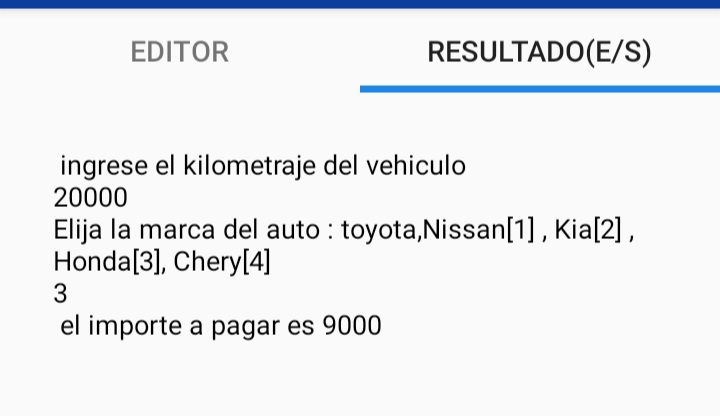 EDITOR RESULTADO(E/S)
ingrese el kilometraje del vehiculo
20000
Elija la marca del auto : toyota,Nissan[1] , Kia[2] ,
Honda[3], Chery[4]
3
el importe a pagar es 9000